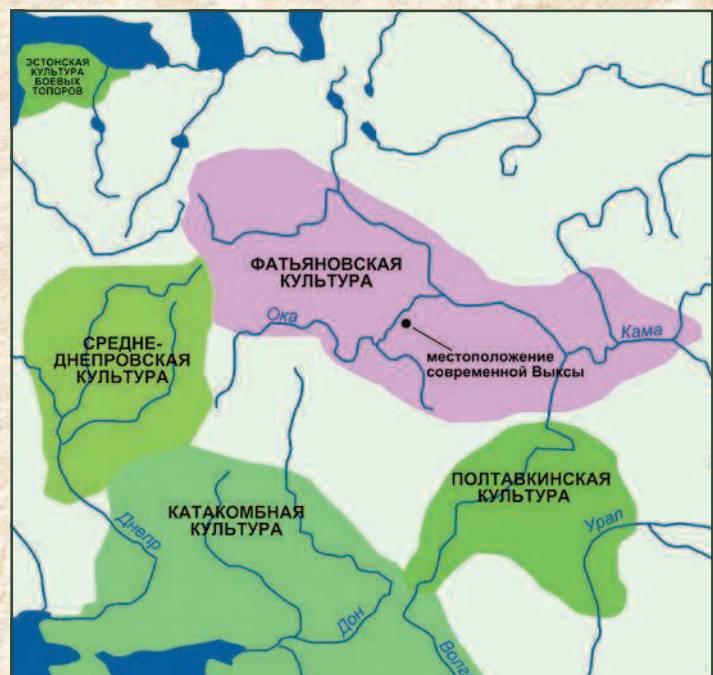 ЭСТОНСКАЯ
КУЛЬТУРА
БОЕВЫХ
ТОПОРОВ
ФАТЬЯНОВСКАЯ
КУЛЬТУРА
Ока
Кама
местоположение
современной Выксы
СРЕДНЕ-
ДНЕПРОВСКАЯ
КУЛЬТУРА
ПОЛТАВКИНСКАЯ
КУЛЬТУРА
КАТАКОМБНАЯ
КУЛЬТУРА
Днепр
Урал
Дон
Волг